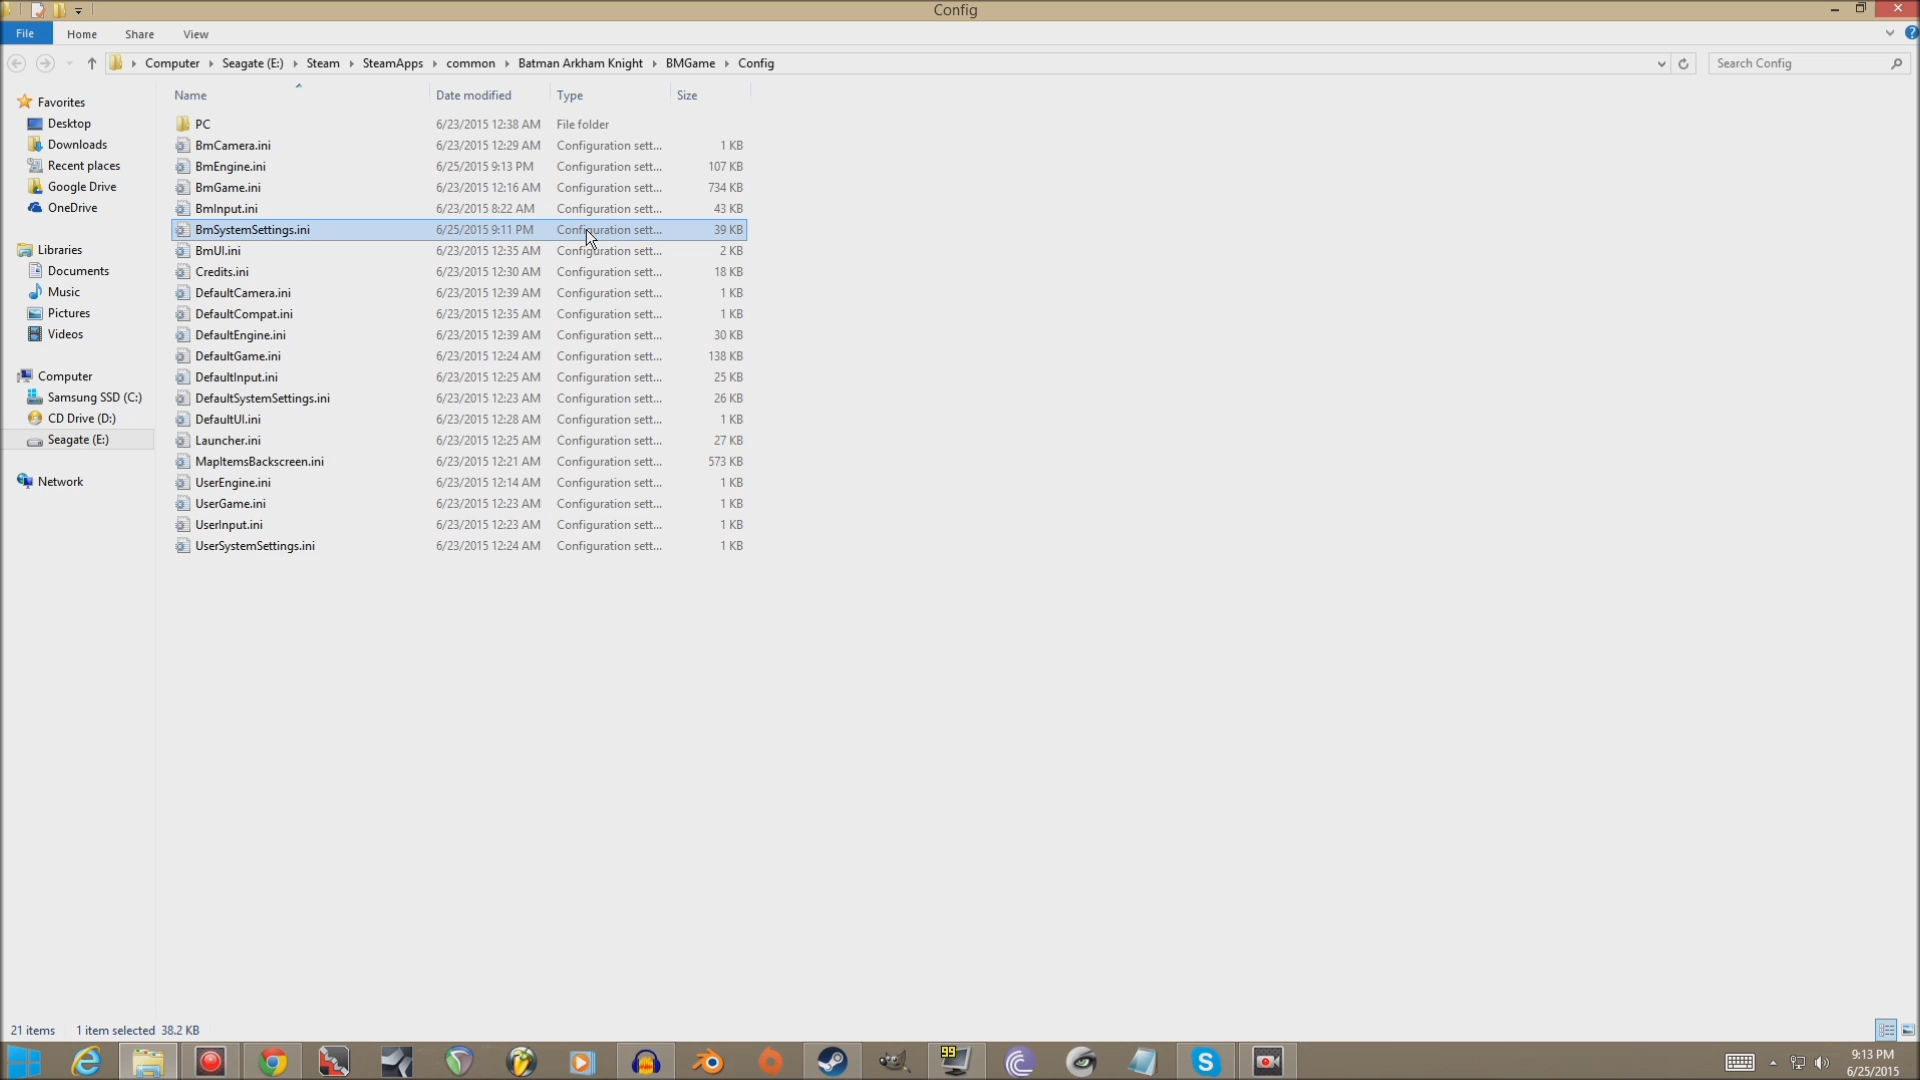 Config
File Home Share View
Computer Seagate (E:) Steam SteamApps common Batman Arkham Knight BMGame Config Search Config
Name Date modified Type Size
Favorites
Desktop
Downloads
Recent places
Google Drive
OneDrive
Libraries
Documents
Music
Pictures
Videos
Computer
Samsung SSD (C:)
CD Drive (D:)
Seagate (E:)
Network
PC 6/23/2015 12:38 AM File folder
BmCamera.ini 6/23/2015 12:29 AM Configuration sett... 1 KB
BmEngine.ini 6/25/2015 9:13 PM Configuration sett... 107 KB
BmGame.ini 6/23/2015 12:16 AM Configuration sett... 734 KB
BmInput.ini 6/23/2015 8:22 AM Configuration sett... 43 KB
BmSystemSettings.ini 6/25/2015 9:11 PM Configuration sett... 39 KB
BmUI.ini 6/23/2015 12:35 AM Configuration sett... 2 KB
Credits.ini 6/23/2015 12:30 AM Configuration sett... 18 KB
DefaultCamera.ini 6/23/2015 12:39 AM Configuration sett... 1 KB
DefaultCompat.ini 6/23/2015 12:35 AM Configuration sett... 1 KB
DefaultEngine.ini 6/23/2015 12:39 AM Configuration sett... 30 KB
DefaultGame.ini 6/23/2015 12:24 AM Configuration sett... 138 KB
DefaultInput.ini 6/23/2015 12:25 AM Configuration sett... 25 KB
DefaultSystemSettings.ini 6/23/2015 12:23 AM Configuration sett... 26 KB
DefaultUI.ini 6/23/2015 12:28 AM Configuration sett... 1 KB
Launcher.ini 6/23/2015 12:25 AM Configuration sett... 27 KB
MapItemsBackscreen.ini 6/23/2015 12:21 AM Configuration sett... 573 KB
UserEngine.ini 6/23/2015 12:14 AM Configuration sett... 1 KB
UserGame.ini 6/23/2015 12:23 AM Configuration sett... 1 KB
UserInput.ini 6/23/2015 12:23 AM Configuration sett... 1 KB
UserSystemSettings.ini 6/23/2015 12:24 AM Configuration sett... 1 KB
21 items 1 item selected 38.2 KB
99
9:13 PM
6/25/2015